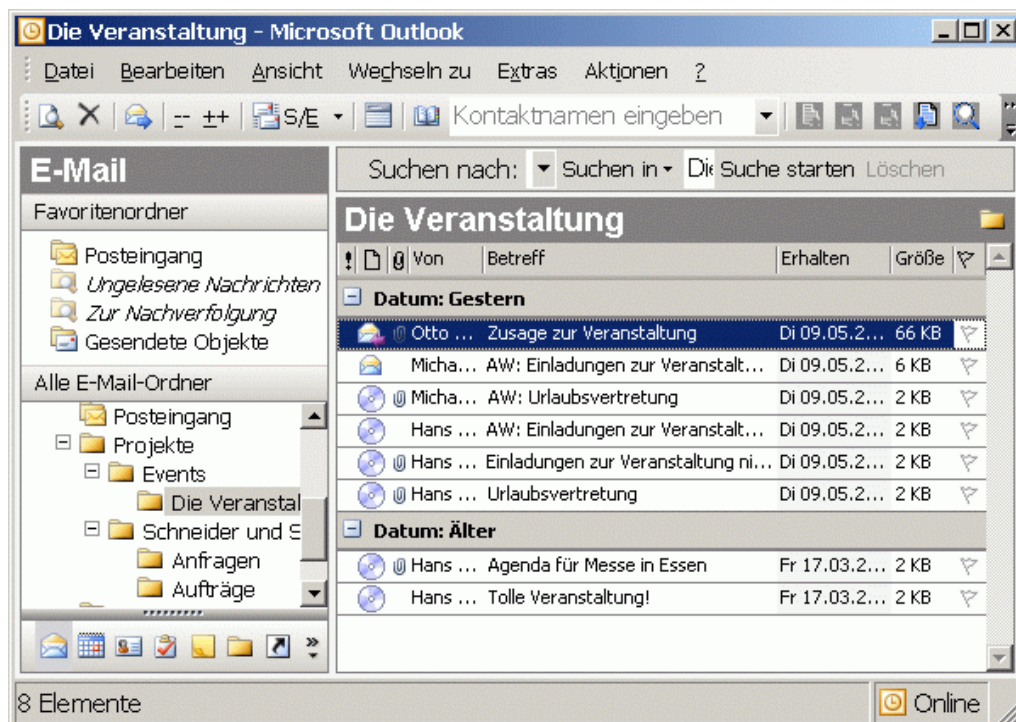 Die Veranstaltung - Microsoft Outlook
Datei Bearbeiten Ansicht Wechseln zu Extras Aktionen ?
-- ++ S/E Kontaktnamen eingeben
E-Mail
Favoritenordner
Posteingang
Ungelesene Nachrichten
Zur Nachverfolgung
Gesendete Objekte
Alle E-Mail-Ordner
Posteingang
Projekte
Events
Die Veranstal
Schneider und S
Anfragen
Aufträge
Suchen nach: Suchen in Die Suche starten Löschen
Die Veranstaltung
! Von Betreff Erhalten Größe
Datum: Gestern
Otto ... Zusage zur Veranstaltung Di 09.05.2... 66 KB
Micha... AW: Einladungen zur Veranstalt... Di 09.05.2... 6 KB
Micha... AW: Urlaubsvertretung Di 09.05.2... 2 KB
Hans ... AW: Einladungen zur Veranstalt... Di 09.05.2... 2 KB
Hans ... Einladungen zur Veranstaltung ni... Di 09.05.2... 2 KB
Hans ... Urlaubsvertretung Di 09.05.2... 2 KB
Datum: Älter
Hans ... Agenda für Messe in Essen Fr 17.03.2... 2 KB
Hans ... Tolle Veranstaltung! Fr 17.03.2... 2 KB
8 Elemente
Online